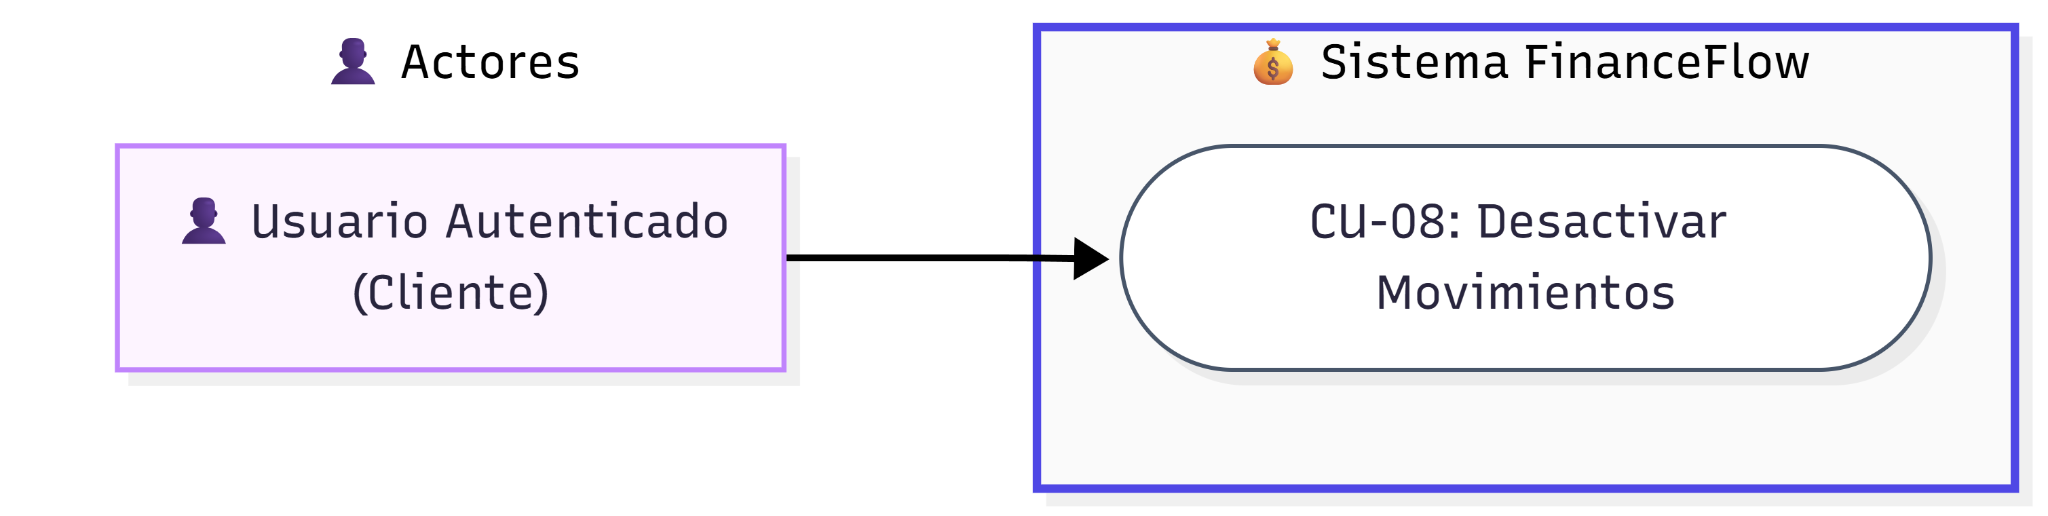 Actores
Sistema FinanceFlow
Usuario Autenticado
(Cliente)
CU-08: Desactivar
Movimientos